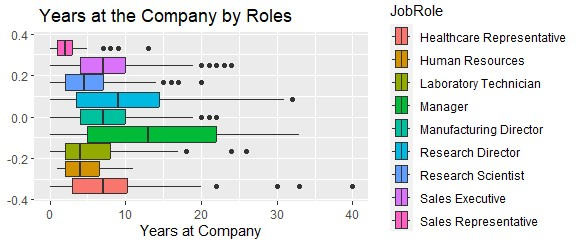 Years at the Company by Roles
0.4
0.2
0.0
-0.2
-0.4
0 10 20 30 40
Years at Company
JobRole
Healthcare Representative
Human Resources
Laboratory Technician
Manager
Manufacturing Director
Research Director
Research Scientist
Sales Executive
Sales Representative